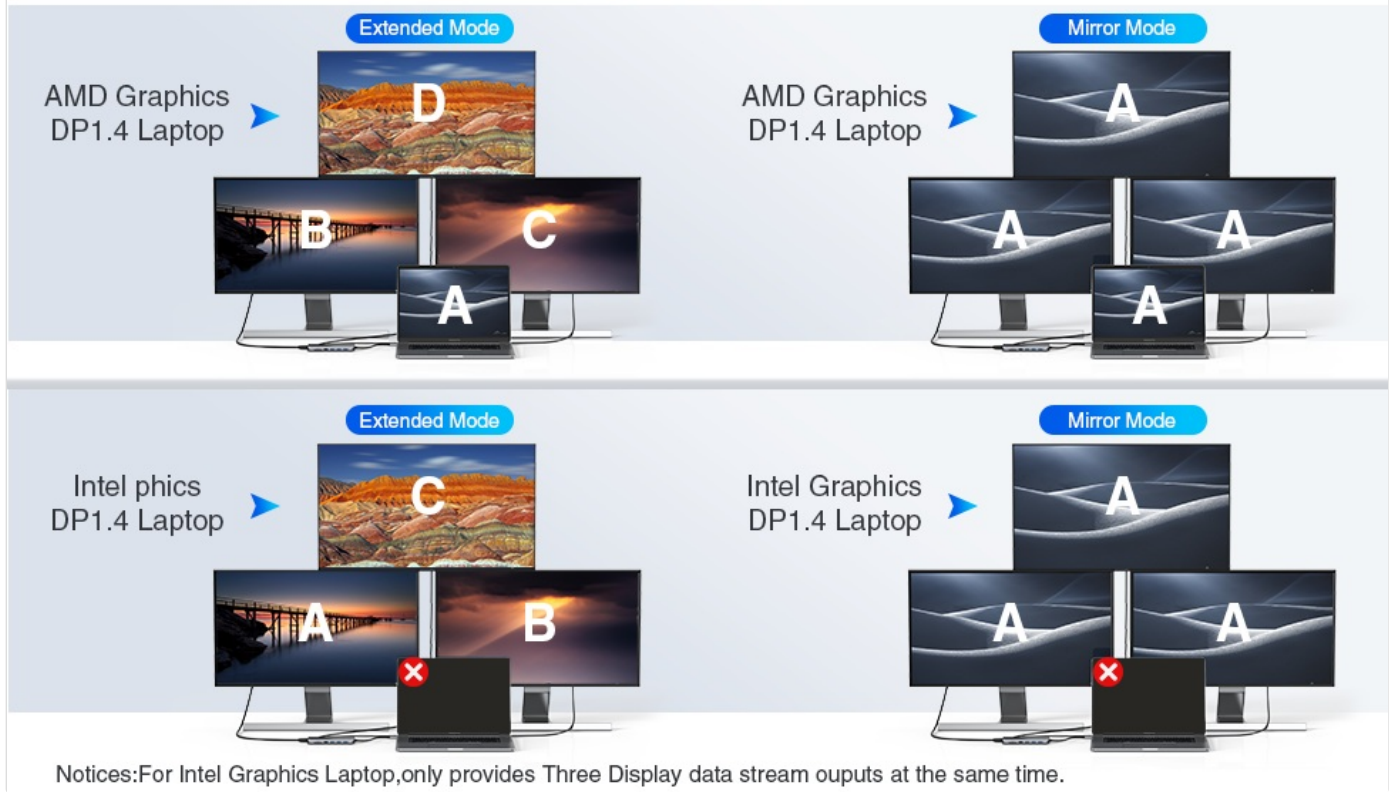 Extended Mode
AMD Graphics
DP1.4 Laptop
D
B
C
A
Mirror Mode
AMD Graphics
DP1.4 Laptop
A
A
A
A
Extended Mode
Intel phics
DP1.4 Laptop
C
A
B
Mirror Mode
Intel Graphics
DP1.4 Laptop
A
A
A
Notices:For Intel Graphics Laptop,only provides Three Display data stream ouputs at the same time.